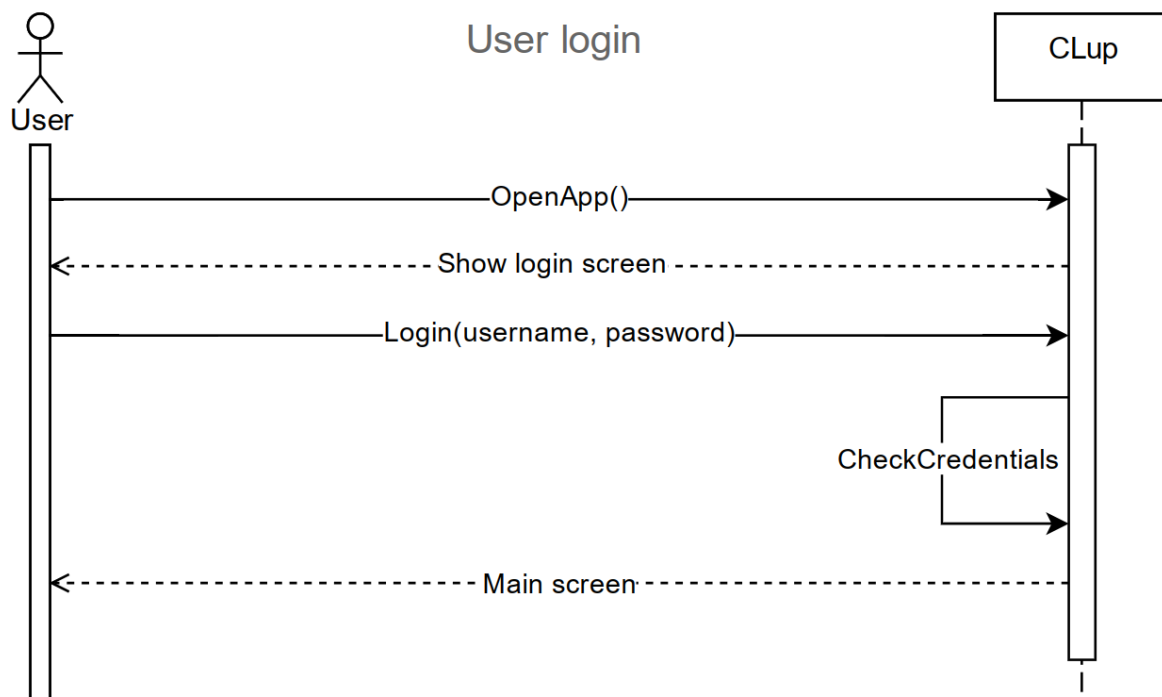 User login
CLup
User
OpenApp()
Show login screen
Login(username, password)
CheckCredentials
Main screen